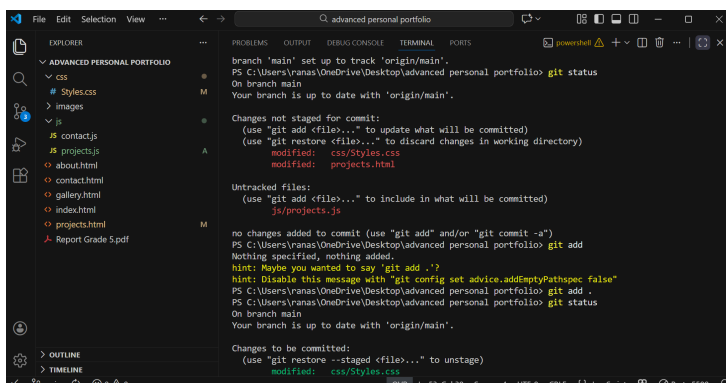 File Edit Selection View ... advanced personal portfolio
EXPLORER
ADVANCED PERSONAL PORTFOLIO
css
# Styles.css M
images
js
JS contact.js
JS projects.js A
about.html
contact.html
gallery.html
index.html
projects.html M
Report Grade 5.pdf
OUTLINE
TIMELINE
3
PROBLEMS OUTPUT DEBUG CONSOLE TERMINAL PORTS powershell
branch 'main' set up to track 'origin/main'.
PS C:\Users\ranas\OneDrive\Desktop\advanced personal portfolio> git status
On branch main
Your branch is up to date with 'origin/main'.
Changes not staged for commit:
(use "git add <file>..." to update what will be committed)
(use "git restore <file>..." to discard changes in working directory)
modified: css/Styles.css
modified: projects.html
Untracked files:
(use "git add <file>..." to include in what will be committed)
js/projects.js
no changes added to commit (use "git add" and/or "git commit -a")
PS C:\Users\ranas\OneDrive\Desktop\advanced personal portfolio> git add
Nothing specified, nothing added.
hint: Maybe you wanted to say 'git add .'?
hint: Disable this message with "git config set advice.addEmptyPathspec false"
PS C:\Users\ranas\OneDrive\Desktop\advanced personal portfolio> git add .
PS C:\Users\ranas\OneDrive\Desktop\advanced personal portfolio> git status
On branch main
Your branch is up to date with 'origin/main'.
Changes to be committed:
(use "git restore --staged <file>..." to unstage)
modified: css/Styles.css